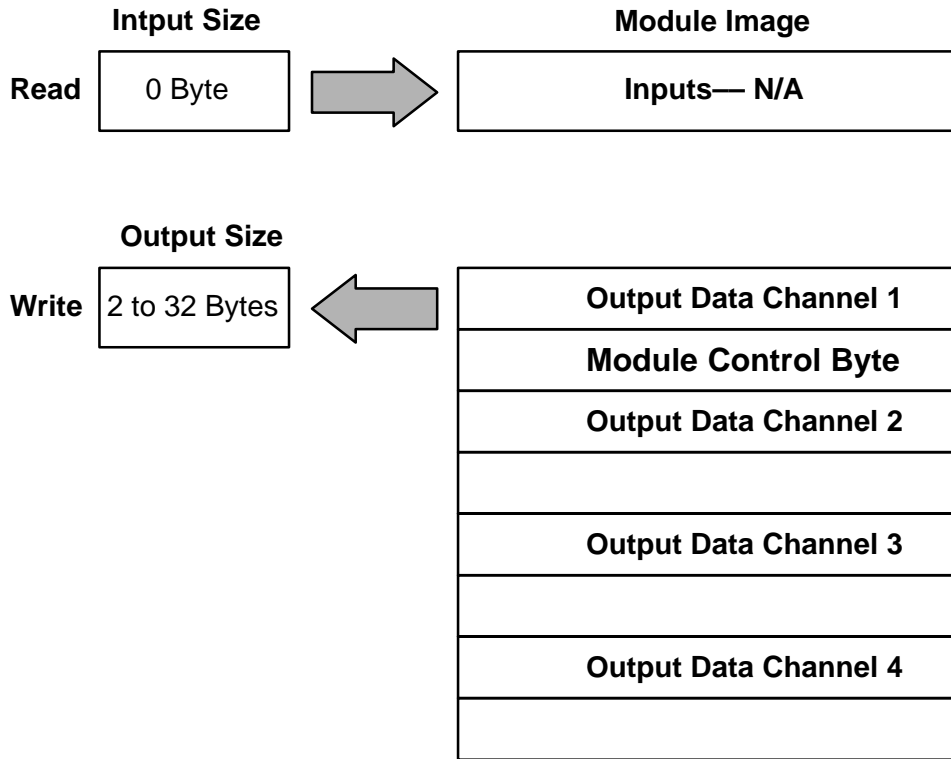 Intput Size
Module Image
Read
0 Byte
Inputs— N/A
Output Size
Write
2 to 32 Bytes
Output Data Channel 1
Module Control Byte
Output Data Channel 2
Output Data Channel 3
Output Data Channel 4